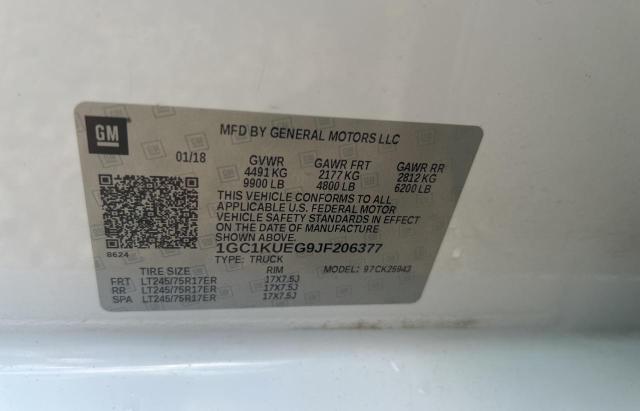 GM
MFD BY GENERAL MOTORS LLC
01/18 GVWR GAWR FRT GAWR RR
4491 KG 2177 KG 2812 KG
9900 LB 4800 LB 6200 LB
THIS VEHICLE CONFORMS TO ALL
APPLICABLE U.S. FEDERAL MOTOR
VEHICLE SAFETY STANDARDS IN EFFECT
ON THE DATE OF MANUFACTURE
SHOWN ABOVE.
1GC1KUEG9JF206377
8624
TYPE: TRUCK
TIRE SIZE RIM MODEL: 97CK25943
FRT LT245/75R17ER 17X7.5J
RR LT245/75R17ER 17X7.5J
SPA LT245/75R17ER 17X7.5J